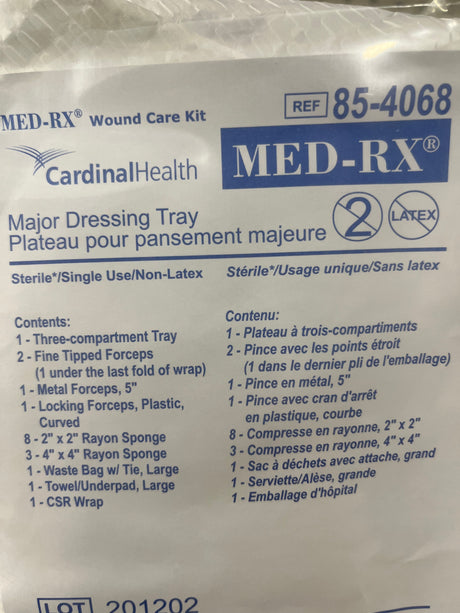 REF 85-4068
MED-RX® Wound Care Kit
CardinalHealth
MED-RX®
Major Dressing Tray
Plateau pour pansement majeure
2
LATEX
Sterile*/Single Use/Non-Latex
Stérile*/Usage unique/Sans latex
Contents:
1 - Three-compartment Tray
2 - Fine Tipped Forceps
(1 under the last fold of wrap)
1 - Metal Forceps, 5"
1 - Locking Forceps, Plastic,
Curved
8 - 2" x 2" Rayon Sponge
3 - 4" x 4" Rayon Sponge
1 - Waste Bag w/ Tie, Large
1 - Towel/Underpad, Large
1 - CSR Wrap
Contenu:
1 - Plateau à trois-compartiments
2 - Pince avec les points étroit
(1 dans le dernier pli de l'emballage)
1 - Pince en métal, 5"
1 - Pince avec cran d'arrêt
en plastique, courbe
8 - Compresse en rayonne, 2" x 2"
3 - Compresse en rayonne, 4" x 4"
1 - Sac à déchets avec attache, grand
1 - Serviette/Alèse, grande
1 - Emballage d'hôpital
LOT 201202